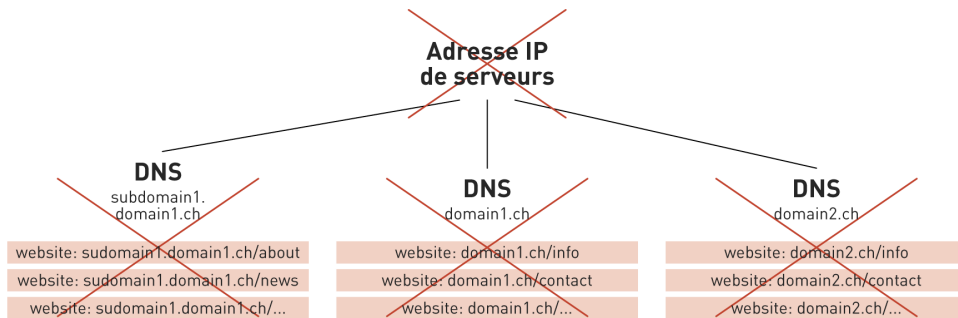 Adresse IP
de serveurs
DNS
subdomain1.
domain1.ch
website: sudomain1.domain1.ch/about
website: sudomain1.domain1.ch/news
website: sudomain1.domain1.ch/...
DNS
domain1.ch
website: domain1.ch/info
website: domain1.ch/contact
website: domain1.ch/...
DNS
domain2.ch
website: domain2.ch/info
website: domain2.ch/contact
website: domain2.ch/...